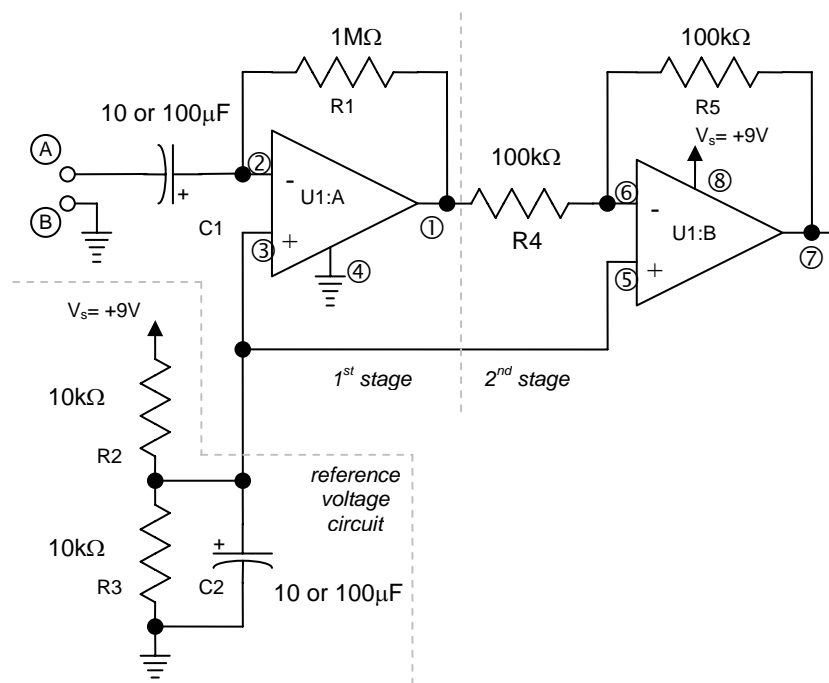 1MΩ
R1
10 or 100µF
A
B
+
C1
②
-
U1:A
③
+
①
④
100kΩ
R4
100kΩ
R5
Vₛ= +9V
⑧
⑥
-
U1:B
⑤
+
⑦
Vₛ= +9V
1ˢᵗ stage
2ⁿᵈ stage
10kΩ
R2
reference
voltage
circuit
10kΩ
R3
+
C2
10 or 100µF